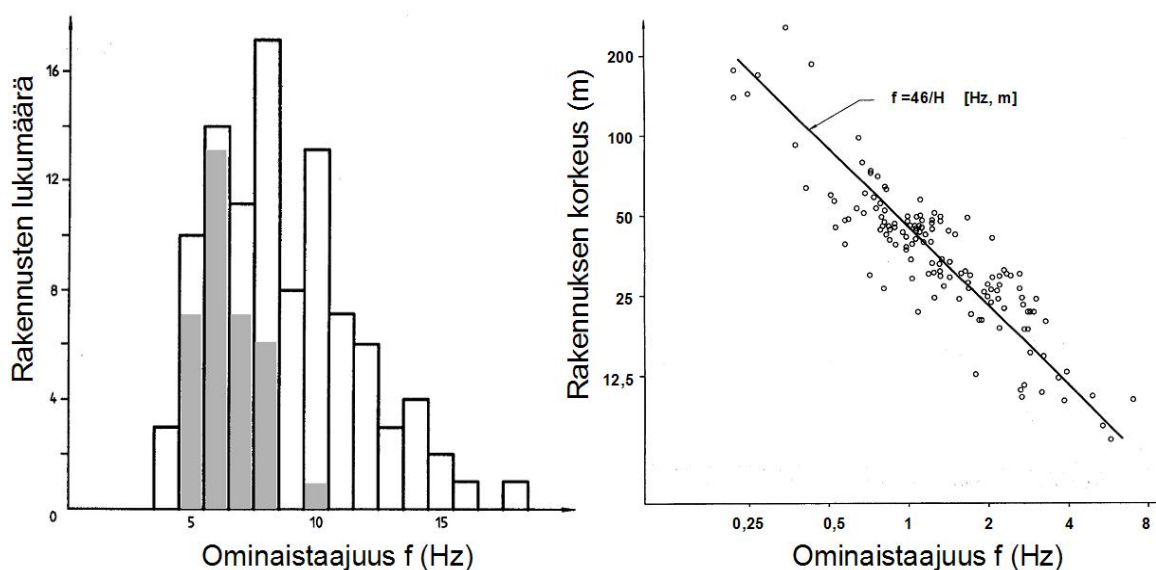 Rakennusten lukumäärä
16
12
8
4
0
5 10 15
Ominaistaajuus f (Hz)
Rakennuksen korkeus (m)
200
100
50
25
12,5
f =46/H [Hz, m]
0,25 0,5 1 2 4 8
Ominaistaajuus f (Hz)